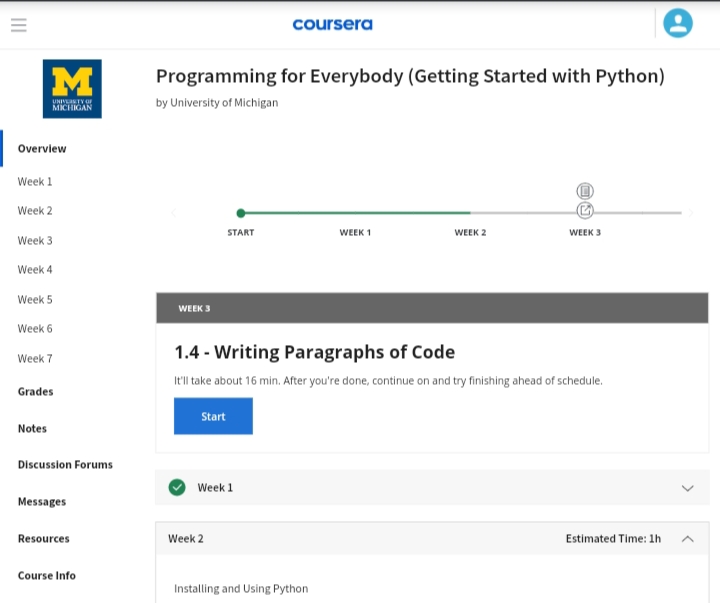 coursera
M
UNIVERSITY OF
MICHIGAN
Programming for Everybody (Getting Started with Python)
by University of Michigan
Overview
Week 1
Week 2
Week 3
Week 4
Week 5
Week 6
Week 7
Grades
Notes
Discussion Forums
Messages
Resources
Course Info
START
WEEK 1
WEEK 2
WEEK 3
WEEK 3
1.4 - Writing Paragraphs of Code
It'll take about 16 min. After you're done, continue on and try finishing ahead of schedule.
Start
Week 1
Week 2 Estimated Time: 1h
Installing and Using Python